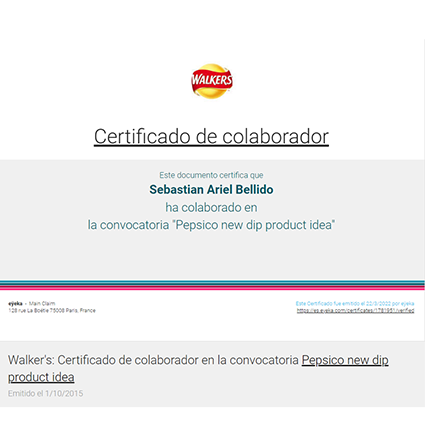 WALKERS
Certificado de colaborador
Este documento certifica que
Sebastian Ariel Bellido
ha colaborado en
la convocatoria "Pepsico new dip product idea"
eÿeka - Main Claim
128 rue La Boétie 75008 Paris, France
Este Certificado fue emitido el 22/3/2022 por eyeka
https://es.eyeka.com/certificates/1781951/verified
Walker's: Certificado de colaborador en la convocatoria Pepsico new dip
product idea
Emitido el 1/10/2015